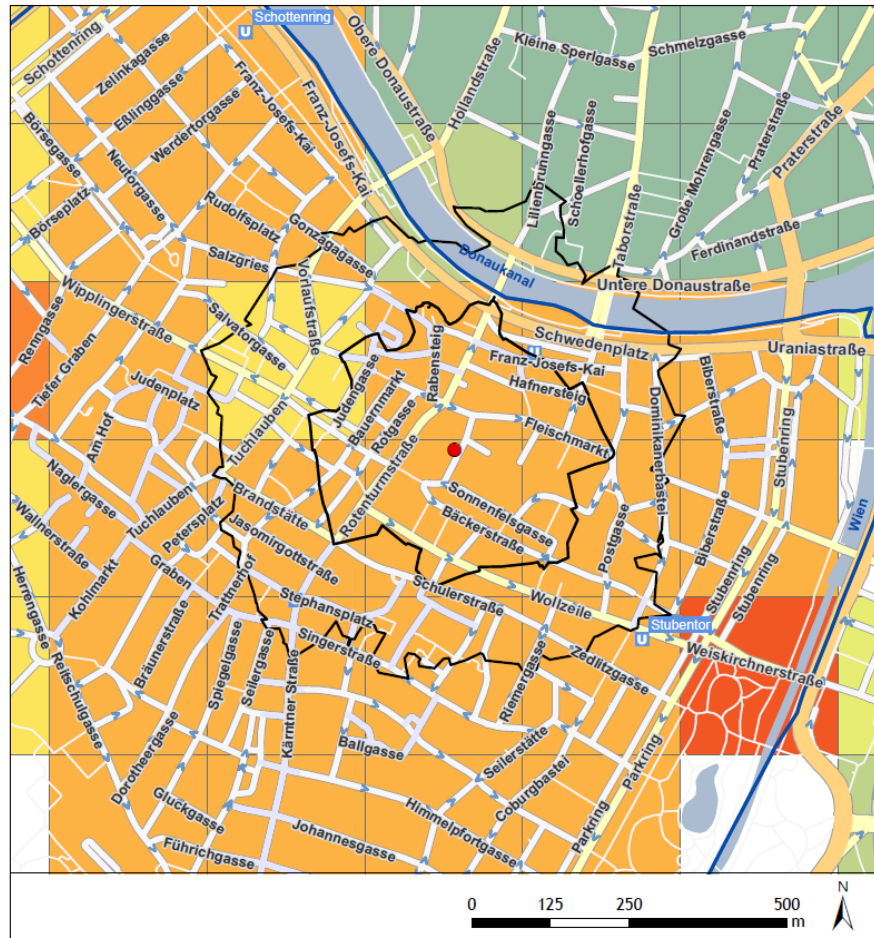 Schottenring
U
Schottenring
Zelinkagasse
Eßlinggasse
Werdertorgasse
Franz-Josefs-Kai
Franz-Josefs-Kai
Obere Donaustraße
Hollandstraße
Kleine Sperlgasse
Schmelzgasse
Lilienbrunngasse
Schoellerhofgasse
Taborstraße
Große Mohrengasse
Praterstraße
Praterstraße
Ferdinandstraße
Börsegasse
Neutorgasse
Börseplatz
Rudolfsplatz
Gonzagagasse
Salzgries
Vorlaufstraße
Donaukanal
Untere Donaustraße
Wipplingerstraße
Salvatorgasse
Renngasse
Tiefer Graben
Judenplatz
Judengasse
Bauernmarkt
Rotgasse
Rabensteig
Schwedenplatz
U
Franz-Josefs-Kai
Hafnersteig
Fleischmarkt
Uraniastraße
Biberstraße
Dominikanerbastei
Stubenring
Am Hof
Tuchlauben
Rotenturmstraße
Naglergasse
Tuchlauben
Petersplatz
Brandstätte
Sonnenfelsgasse
Bäckerstraße
Postgasse
Biberstraße
Wien
Wallnerstraße
Kohlmarkt
Graben
Jasomirgottstraße
Trattnerhof
Herrengasse
Stephansplatz
Schulerstraße
Wollzeile
Stubenring
Stubenring
Stubentor
U
Weiskirchnerstraße
Reitschulgasse
Bräunerstraße
Spiegelgasse
Seilergasse
Kärntner Straße
Singerstraße
Riemergasse
Zedlitzgasse
Dorotheergasse
Ballgasse
Seilerstätte
Coburgbastei
Parkring
Parkring
Gluckgasse
Führichgasse
Johannesgasse
Himmelpfortgasse
0 125 250 500
m
N